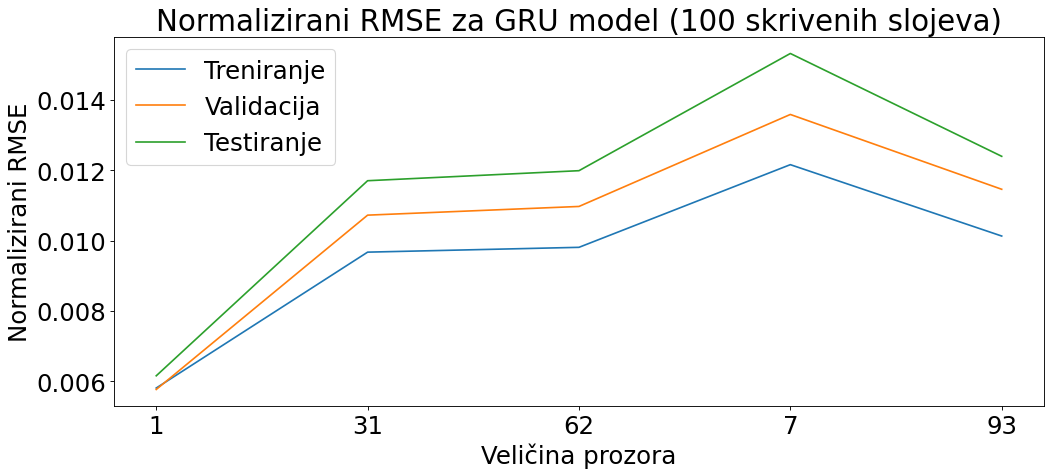 Normalizirani RMSE za GRU model (100 skrivenih slojeva)
Treniranje
Validacija
Testiranje
Normalizirani RMSE
0.014
0.012
0.010
0.008
0.006
1 31 62 7 93
Veličina prozora